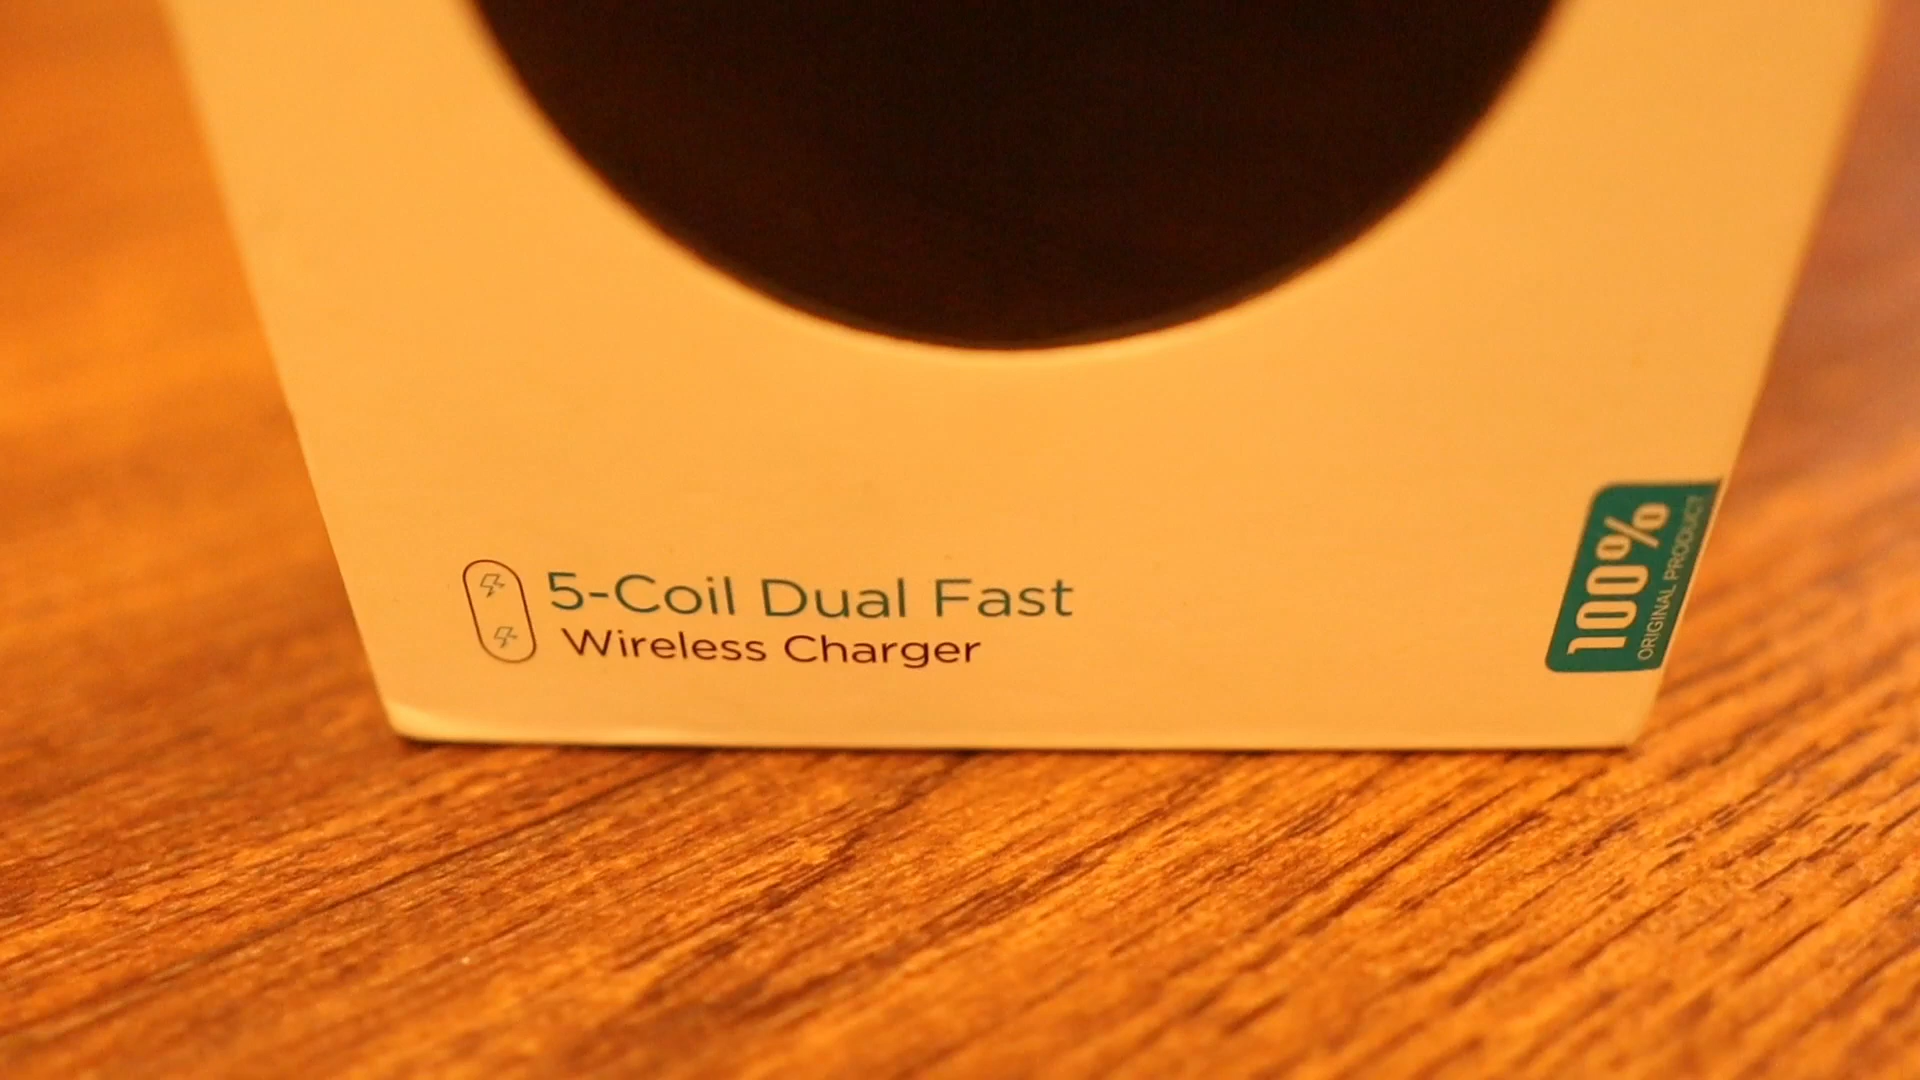 5-Coil Dual Fast
Wireless Charger
100%
ORIGINAL PRODUCT